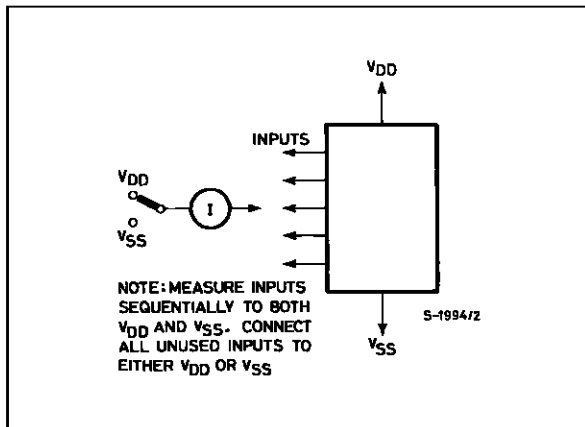 VDD
INPUTS
VDD
I
VSS
NOTE: MEASURE INPUTS
SEQUENTIALLY TO BOTH
VDD AND VSS. CONNECT
ALL UNUSED INPUTS TO
EITHER VDD OR VSS
S-1994/2
VSS